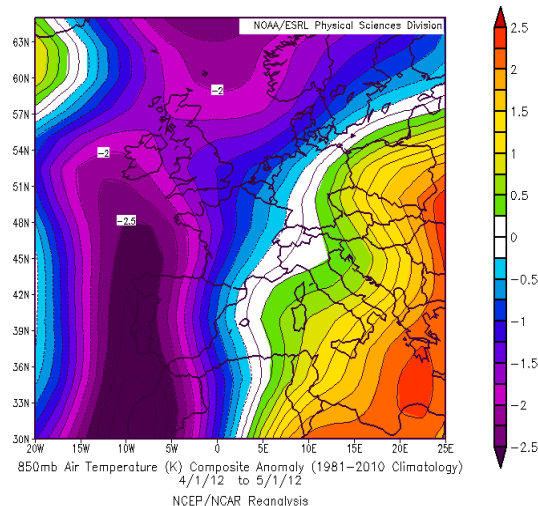 NOAA/ESRL Physical Sciences Division
65N
60N
57N
54N
51N
48N
45N
42N
39N
36N
33N
30N
-2
-2
-2.5
20W 15W 10W 5W 0 5E 10E 15E 20E 25E
2.5
2
1.5
1
0.5
0
-0.5
-1
-1.5
-2
-2.5
850mb Air Temperature (K) Composite Anomaly (1981-2010 Climatology)
4/1/12 to 5/1/12
NCEP/NCAR Reanalysis